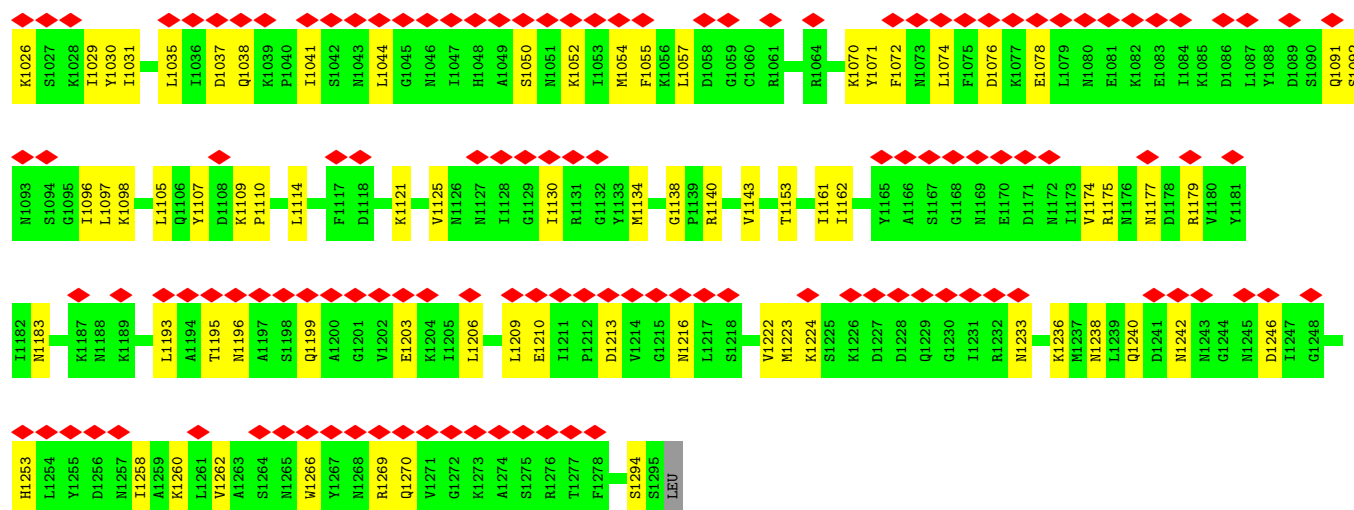 K1026 S1027 K1028 I1029 Y1030 I1031 L1035 I1036 D1037 Q1038 K1039 P1040 I1041 S1042 N1043 L1044 G1045 N1046 I1047 H1048 A1049 S1050 N1051 K1052 I1053 M1054 F1055 K1056 L1057 D1058 G1059 C1060 R1061 R1064 K1070 Y1071 F1072 N1073 L1074 F1075 D1076 K1077 E1078 L1079 N1080 E1081 K1082 E1083 I1084 K1085 D1086 L1087 Y1088 D1089 S1090 Q1091 S1092
N1093 S1094 G1095 I1096 L1097 K1098 L1105 Q1106 Y1107 D1108 K1109 P1110 L1114 F1117 D1118 K1121 V1125 N1126 N1127 I1128 G1129 I1130 R1131 G1132 Y1133 M1134 G1138 P1139 R1140 V1143 T1153 I1161 I1162 Y1165 A1166 S1167 G1168 N1169 E1170 D1171 N1172 I1173 V1174 R1175 N1176 N1177 D1178 R1179 V1180 Y1181
I1182 N1183 K1187 N1188 K1189 L1193 A1194 T1195 N1196 A1197 S1198 Q1199 A1200 G1201 V1202 E1203 K1204 I1205 L1206 L1209 E1210 I1211 P1212 D1213 V1214 G1215 N1216 L1217 S1218 V1222 M1223 K1224 S1225 K1226 D1227 D1228 Q1229 G1230 I1231 R1232 N1233 K1236 M1237 N1238 L1239 Q1240 D1241 N1242 N1243 G1244 N1245 D1246 I1247 G1248
H1253 L1254 Y1255 D1256 N1257 I1258 A1259 K1260 L1261 V1262 A1263 S1264 N1265 W1266 Y1267 N1268 R1269 Q1270 V1271 G1272 K1273 A1274 S1275 R1276 T1277 F1278 S1294 S1295 LEU